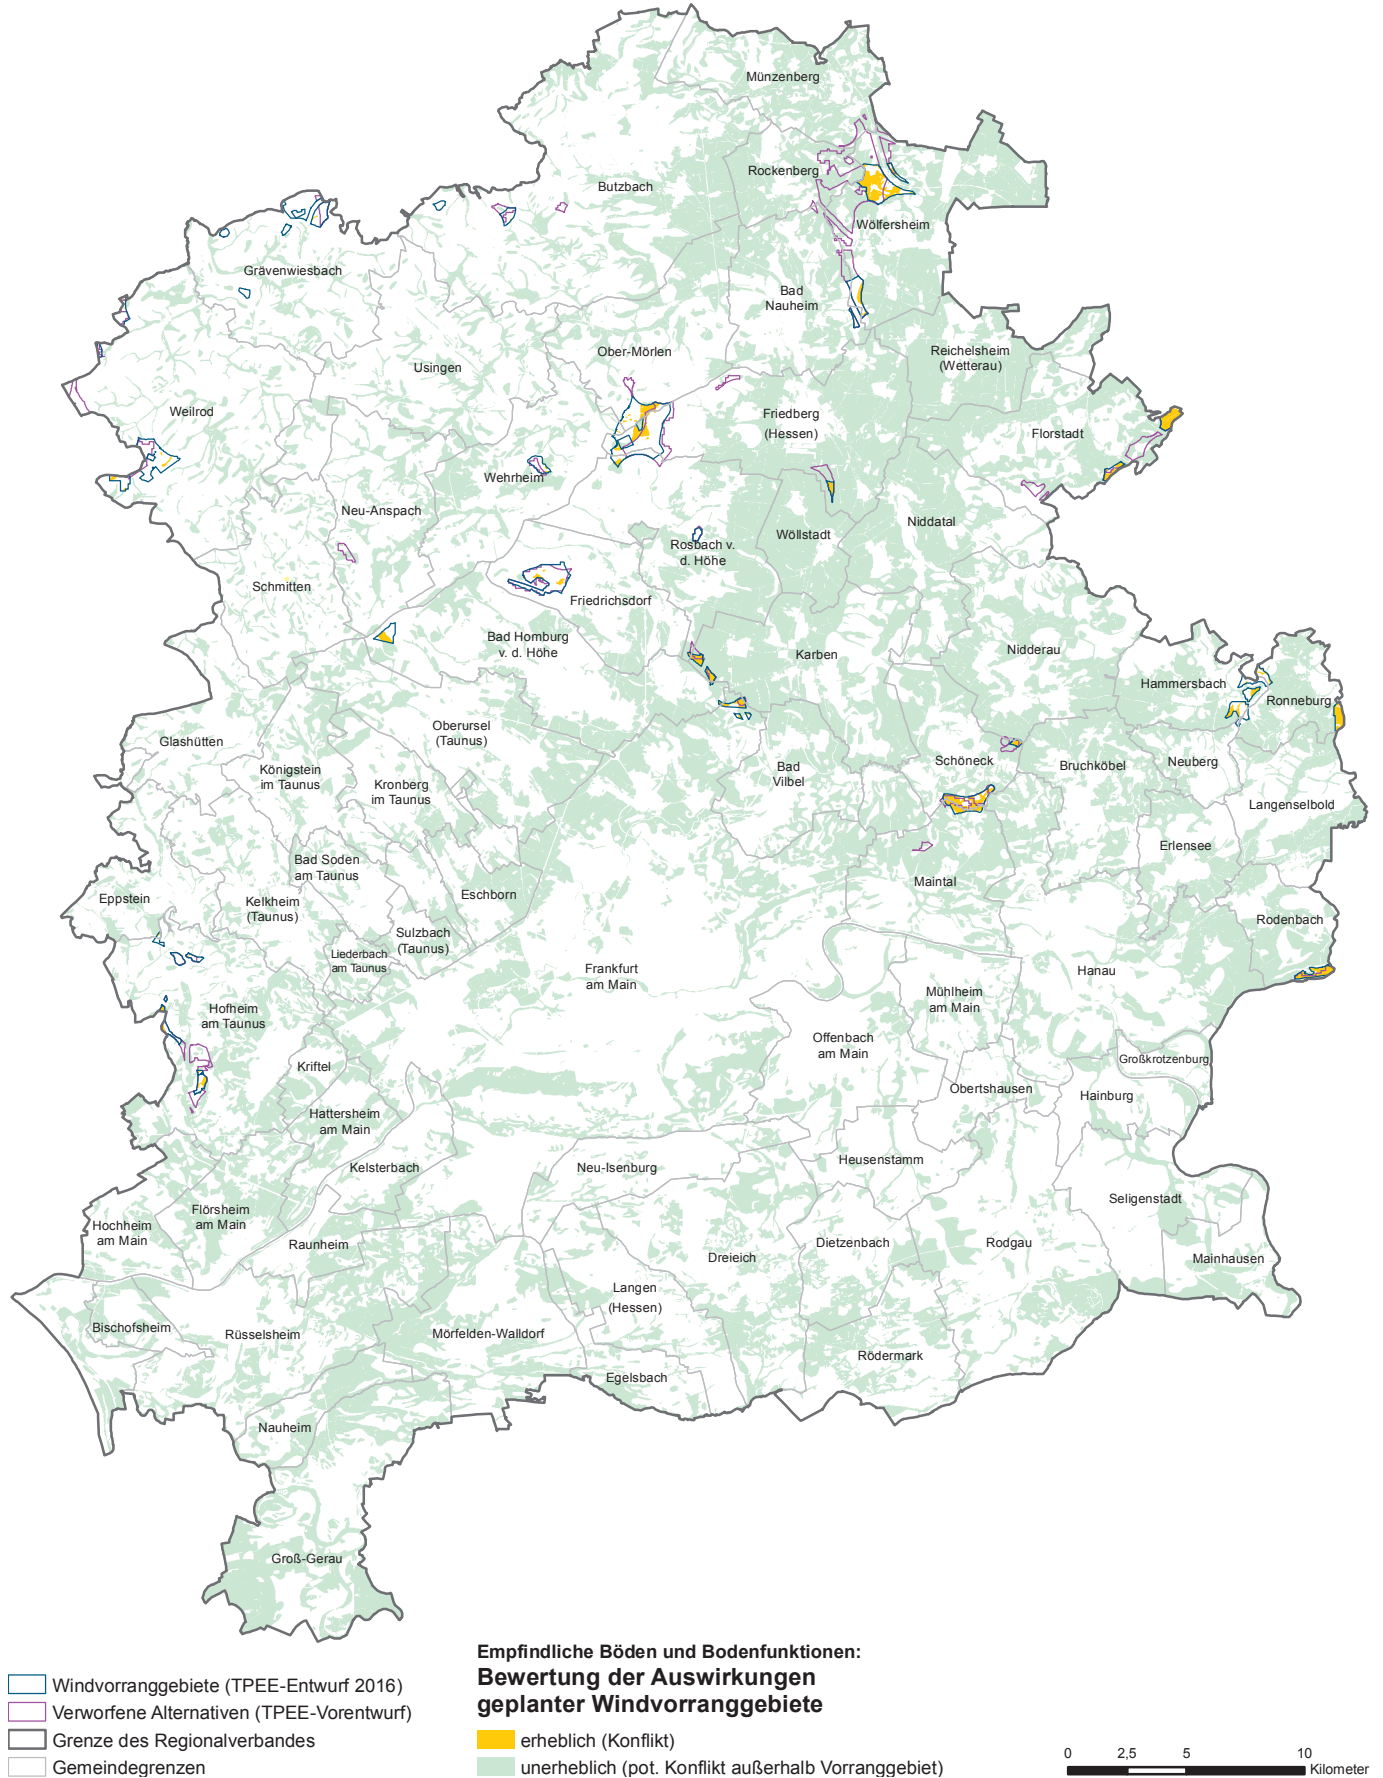 Münzenberg
Rockenberg
Butzbach
Wölfersheim
Grävenwiesbach
Bad
Nauheim
Ober-Mörlen
Reichelsheim
(Wetterau)
Usingen
Weilrod
Friedberg
(Hessen)
Florstadt
Wehrheim
Neu-Anspach
Niddatal
Wöllstadt
Rosbach v.
d. Höhe
Schmitten
Friedrichsdorf
Bad Homburg
v. d. Höhe
Karben
Nidderau
Hammersbach
Ronneburg
Oberursel
(Taunus)
Glashütten
Königstein
im Taunus
Kronberg
im Taunus
Bad
Vilbel
Schöneck
Bruchköbel
Neuberg
Langenselbold
Erlensee
Bad Soden
am Taunus
Eschborn
Maintal
Eppstein
Kelkheim
(Taunus)
Sulzbach
(Taunus)
Rodenbach
Liederbach
am Taunus
Frankfurt
am Main
Hanau
Mühlheim
am Main
Hofheim
am Taunus
Offenbach
am Main
Großkrotzenburg
Kriftel
Obertshausen
Hainburg
Hattersheim
am Main
Kelsterbach
Neu-Isenburg
Heusenstamm
Seligenstadt
Flörsheim
am Main
Hochheim
am Main
Raunheim
Dreieich
Dietzenbach
Rodgau
Mainhausen
Langen
(Hessen)
Bischofsheim
Rüsselsheim
Mörfelden-Walldorf
Rödermark
Egelsbach
Nauheim
Groß-Gerau
Windvorranggebiete (TPEE-Entwurf 2016)
Verworfene Alternativen (TPEE-Vorentwurf)
Grenze des Regionalverbandes
Gemeindegrenzen
Empfindliche Böden und Bodenfunktionen:
Bewertung der Auswirkungen
geplanter Windvorranggebiete
erheblich (Konflikt)
unerheblich (pot. Konflikt außerhalb Vorranggebiet)
0 2,5 5 10
Kilometer